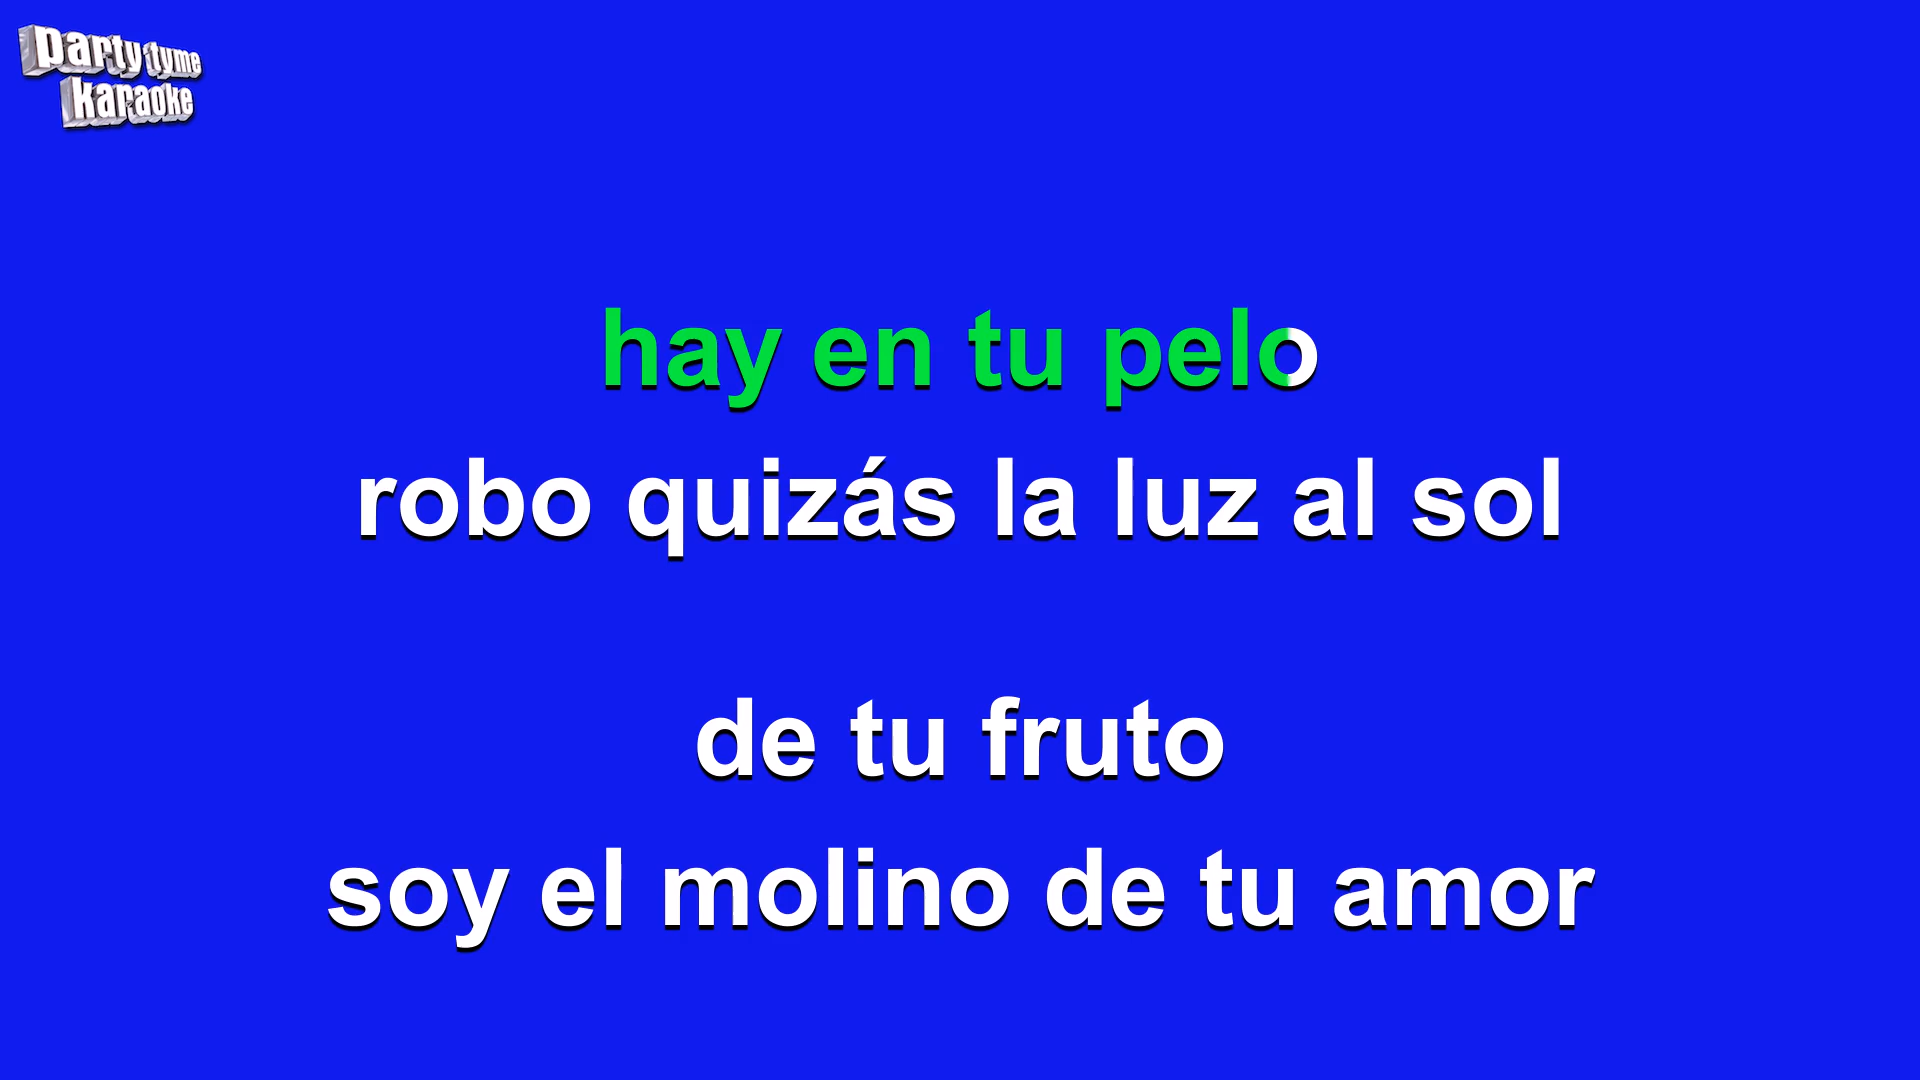 party tyme
karaoke
hay en tu pelo
robo quizás la luz al sol
de tu fruto
soy el molino de tu amor